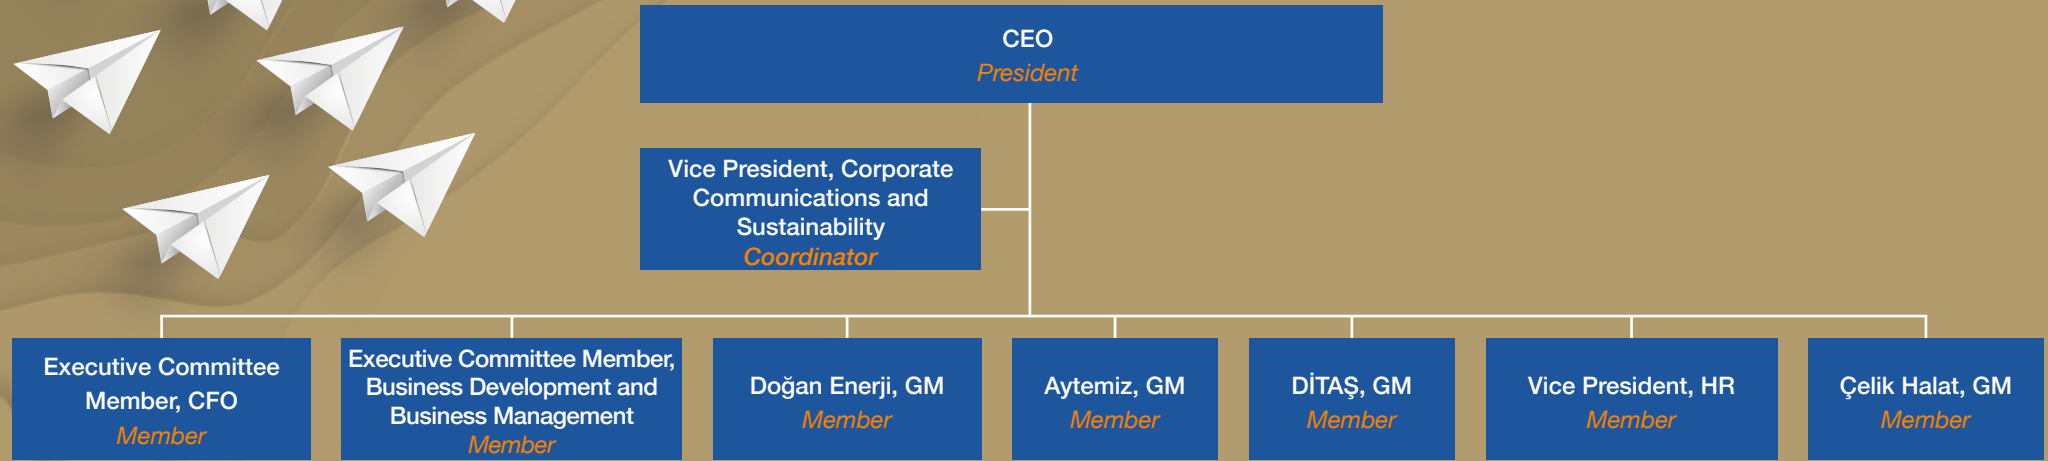 CEO
President
Vice President, Corporate
Communications and
Sustainability
Coordinator
Executive Committee
Member, CFO
Member
Executive Committee Member,
Business Development and
Business Management
Member
Doğan Enerji, GM
Member
Aytemiz, GM
Member
DİTAŞ, GM
Member
Vice President, HR
Member
Çelik Halat, GM
Member